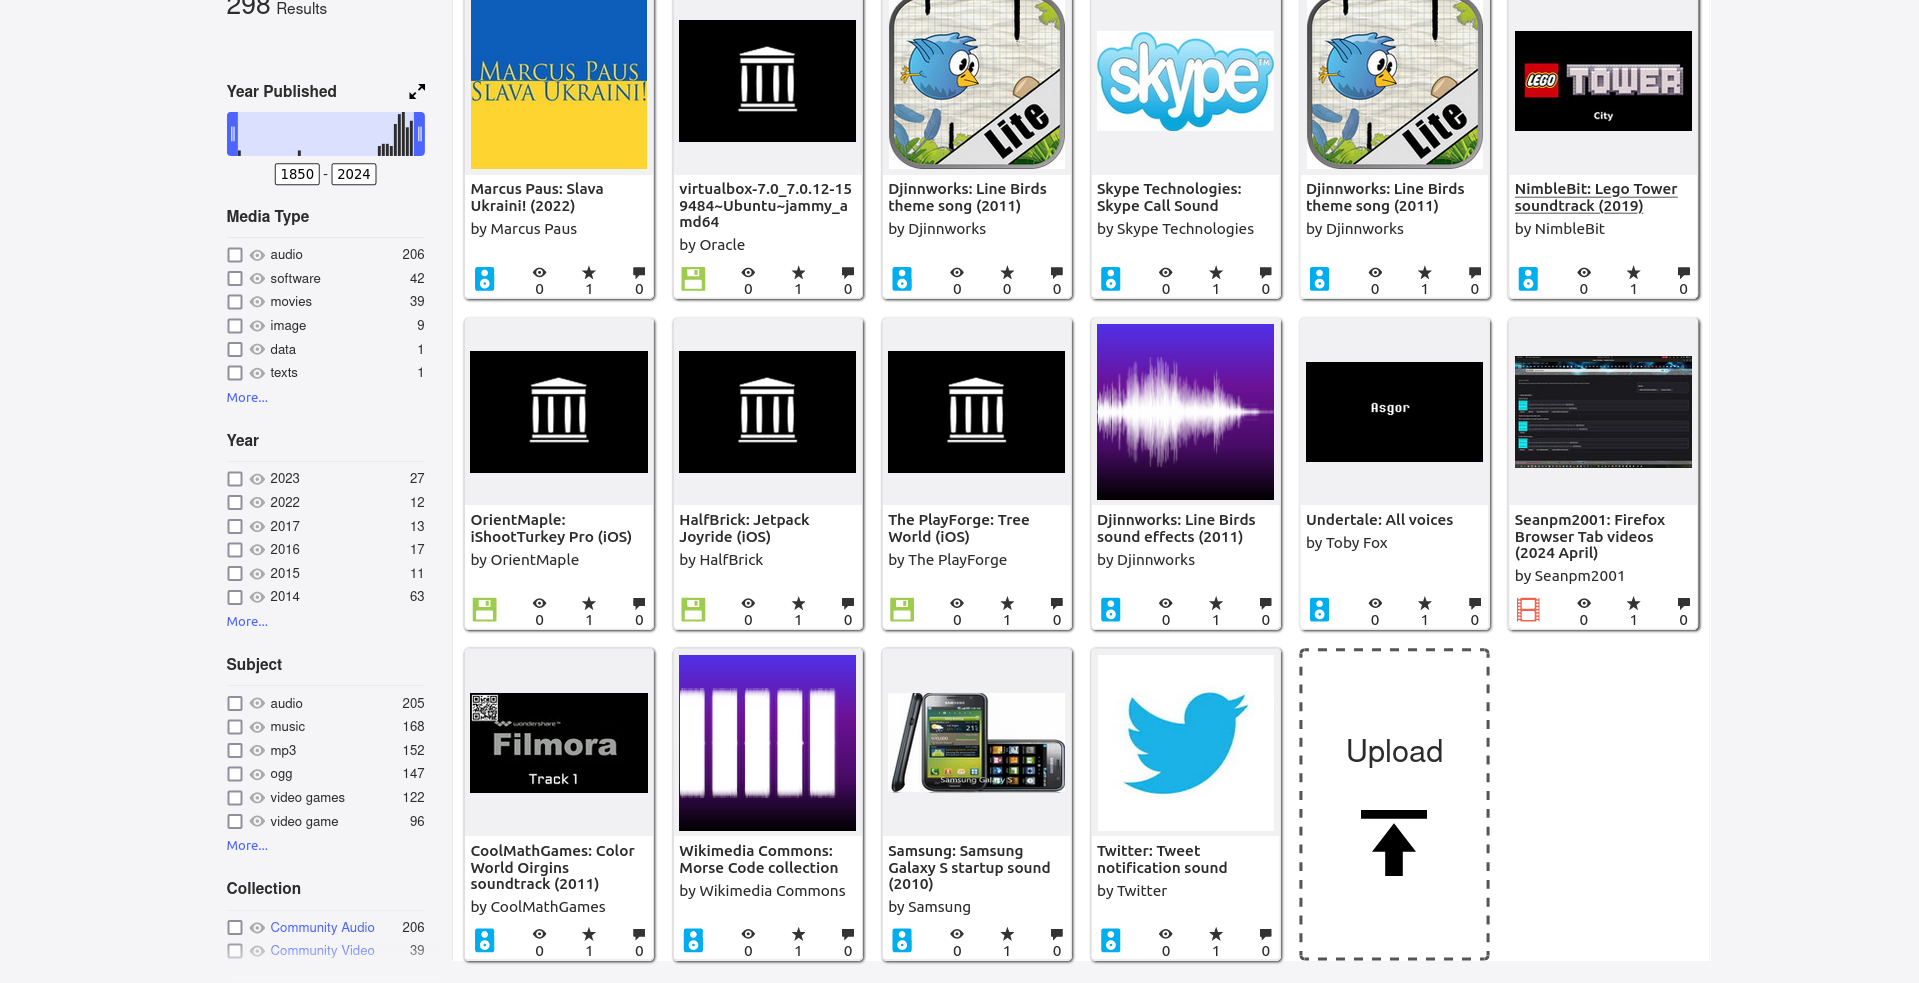 298 Results
Year Published
1850 - 2024
Media Type
audio 206
software 42
movies 39
image 9
data 1
texts 1
More...
Year
2023 27
2022 12
2017 13
2016 17
2015 11
2014 63
More...
Subject
audio 205
music 168
mp3 152
ogg 147
video games 122
video game 96
More...
Collection
Community Audio 206
Community Video 39
MARCUS PAUS
SLAVA UKRAINI!
Marcus Paus: Slava
Ukraini! (2022)
by Marcus Paus
0 1 0
virtualbox-7.0_7.0.12-15
9484~Ubuntu~jammy_a
md64
by Oracle
0 1 0
Lite
Djinnworks: Line Birds
theme song (2011)
by Djinnworks
0 0 0
skype™
Skype Technologies:
Skype Call Sound
by Skype Technologies
0 1 0
Lite
Djinnworks: Line Birds
theme song (2011)
by Djinnworks
0 1 0
LEGO TOWER
City
NimbleBit: Lego Tower
soundtrack (2019)
by NimbleBit
0 1 0
OrientMaple:
iShootTurkey Pro (iOS)
by OrientMaple
0 1 0
HalfBrick: Jetpack
Joyride (iOS)
by HalfBrick
0 1 0
The PlayForge: Tree
World (iOS)
by The PlayForge
0 1 0
Djinnworks: Line Birds
sound effects (2011)
by Djinnworks
0 1 0
Asgor
Undertale: All voices
by Toby Fox
0 1 0
Seanpm2001: Firefox
Browser Tab videos
(2024 April)
by Seanpm2001
0 1 0
wondershare™
Filmora
Track 1
CoolMathGames: Color
World Oirgins
soundtrack (2011)
by CoolMathGames
0 1 0
Wikimedia Commons:
Morse Code collection
by Wikimedia Commons
0 1 0
Samsung Galaxy S
Samsung: Samsung
Galaxy S startup sound
(2010)
by Samsung
0 1 0
Twitter: Tweet
notification sound
by Twitter
0 1 0
Upload